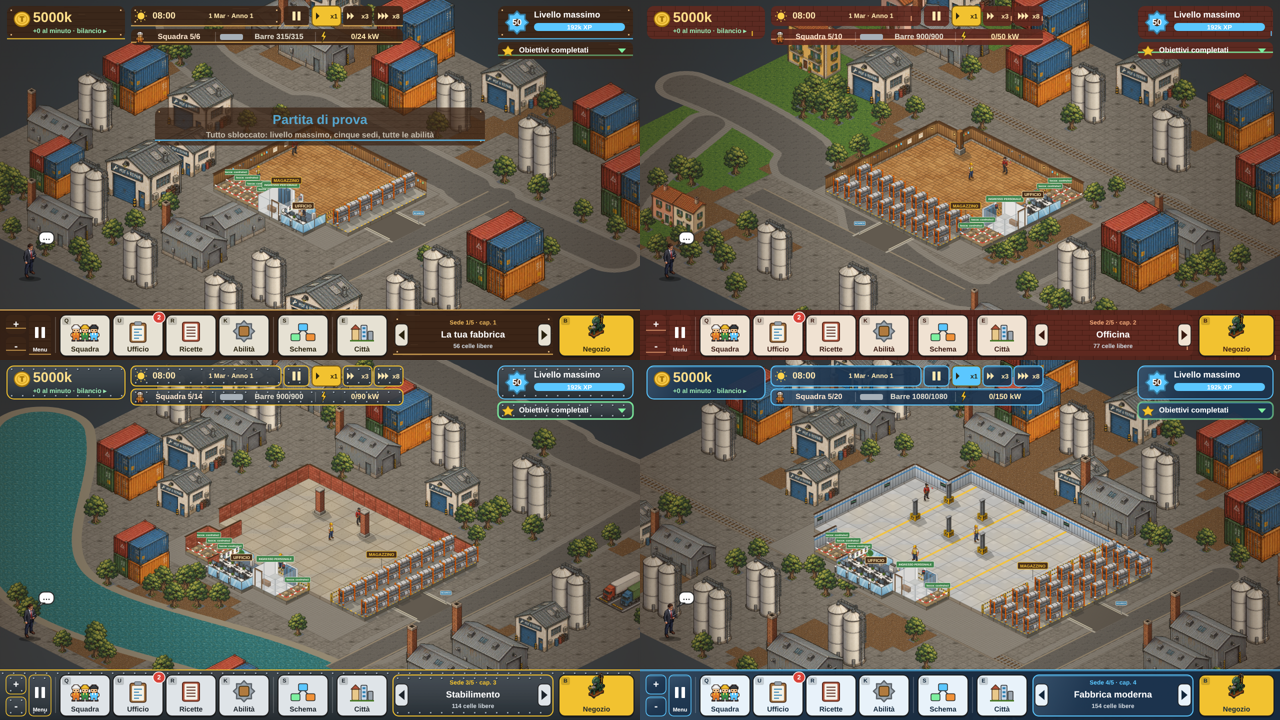 5000k
+0 al minuto · bilancio ▸
08:00
1 Mar · Anno 1
x1
x3
x8
Squadra 5/6
Barre 315/315
0/24 kW
50
Livello massimo
192k XP
Obiettivi completati
Partita di prova
Tutto sbloccato: livello massimo, cinque sedi, tutte le abilità
MAGAZZINO
UFFICIO
...
+
-
Menu
Q
Squadra
U
2
Ufficio
R
Ricette
K
Abilità
S
Schema
E
Città
Sede 1/5 · cap. 1
La tua fabbrica
56 celle libere
B
Negozio
5000k
+0 al minuto · bilancio ▸
08:00
1 Mar · Anno 1
x1
x3
x8
Squadra 5/10
Barre 900/900
0/50 kW
50
Livello massimo
192k XP
Obiettivi completati
UFFICIO
MAGAZZINO
...
+
-
Menu
Q
Squadra
U
2
Ufficio
R
Ricette
K
Abilità
S
Schema
E
Città
Sede 2/5 · cap. 2
Officina
77 celle libere
B
Negozio
5000k
+0 al minuto · bilancio ▸
08:00
1 Mar · Anno 1
x1
x3
x8
Squadra 5/14
Barre 900/900
0/90 kW
50
Livello massimo
192k XP
Obiettivi completati
UFFICIO
MAGAZZINO
...
+
-
Menu
Q
Squadra
U
2
Ufficio
R
Ricette
K
Abilità
S
Schema
E
Città
Sede 3/5 · cap. 3
Stabilimento
114 celle libere
B
Negozio
5000k
+0 al minuto · bilancio ▸
08:00
1 Mar · Anno 1
x1
x3
x8
Squadra 5/20
Barre 1080/1080
0/150 kW
50
Livello massimo
192k XP
Obiettivi completati
UFFICIO
MAGAZZINO
...
+
-
Menu
Q
Squadra
U
2
Ufficio
R
Ricette
K
Abilità
S
Schema
E
Città
Sede 4/5 · cap. 4
Fabbrica moderna
154 celle libere
B
Negozio